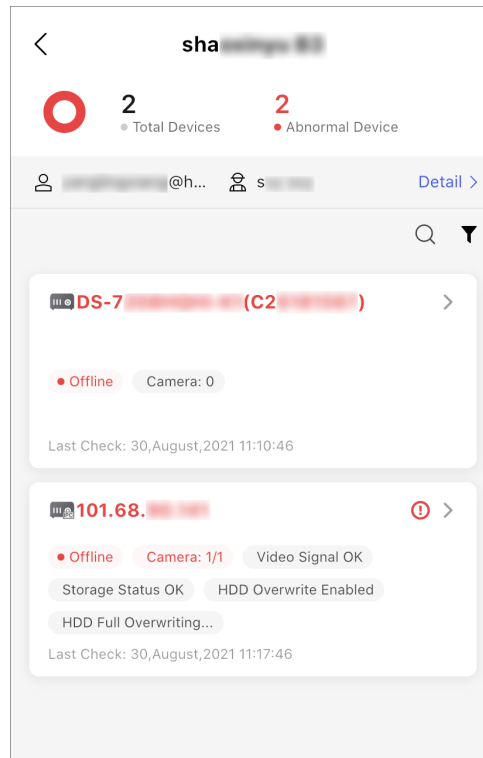 sha
2 2
Total Devices Abnormal Device
@h... s Detail >
DS-7 (C2 )
Offline Camera: 0
Last Check: 30,August,2021 11:10:46
101.68.
Offline Camera: 1/1 Video Signal OK
Storage Status OK HDD Overwrite Enabled
HDD Full Overwriting...
Last Check: 30,August,2021 11:17:46